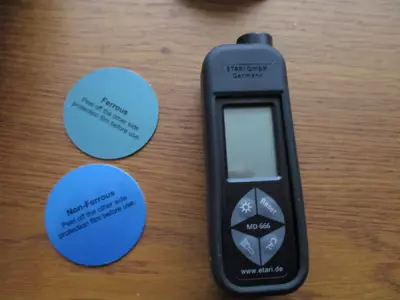 Ferrous
Peel off the other side
protection film before use.
Non-Ferrous
Peel off the other side
protection film before use.
ETARI GmbH
Germany
Reset
MD-666
www.etari.de